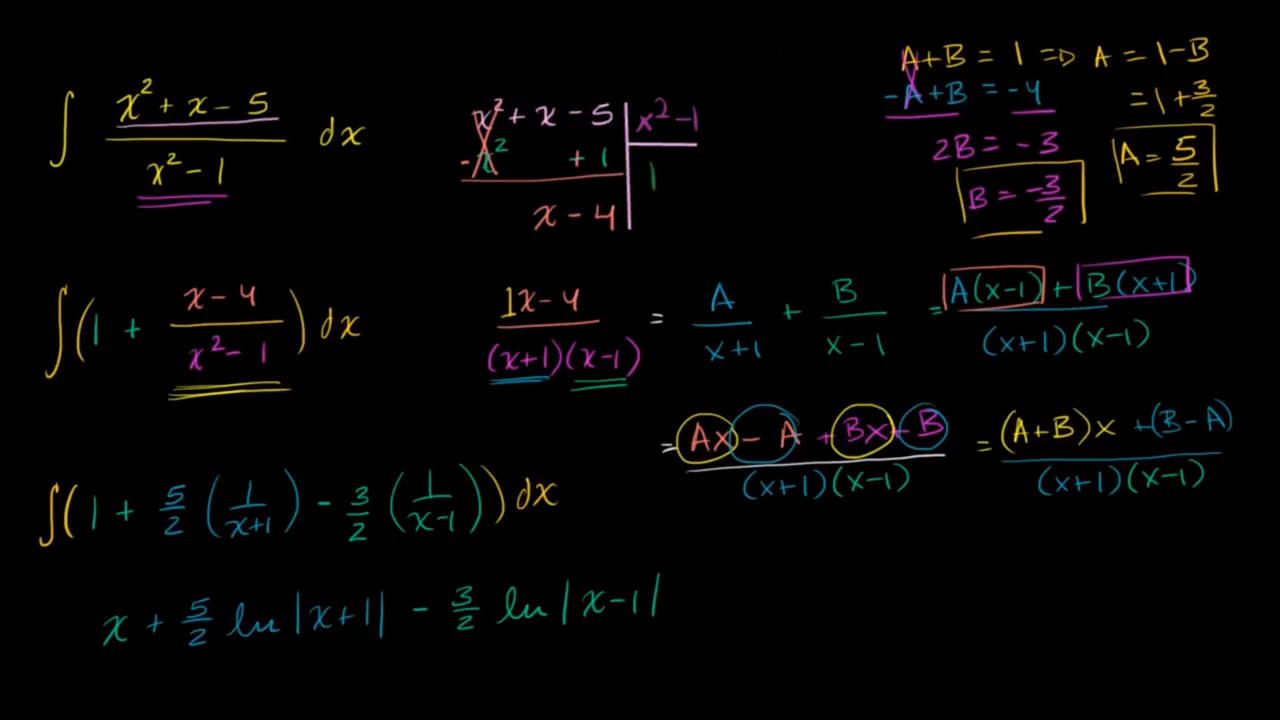 ∫ (x² + x - 5)/(x² - 1) dx
x² + x - 5 | x² - 1
-x² + 1 | 1
x - 4
A + B = 1 ⇒ A = 1 - B
-A + B = -4
= 1 + 3/2
2B = -3
A = 5/2
B = -3/2
∫ (1 + (x - 4)/(x² - 1)) dx
(1x - 4)/((x+1)(x-1)) = A/(x+1) + B/(x-1) = (A(x-1) + B(x+1))/((x+1)(x-1))
= (Ax - A + Bx + B)/((x+1)(x-1)) = ((A+B)x + (B-A))/((x+1)(x-1))
∫ (1 + 5/2 (1/(x+1)) - 3/2 (1/(x-1))) dx
x + 5/2 ln|x+1| - 3/2 ln|x-1|